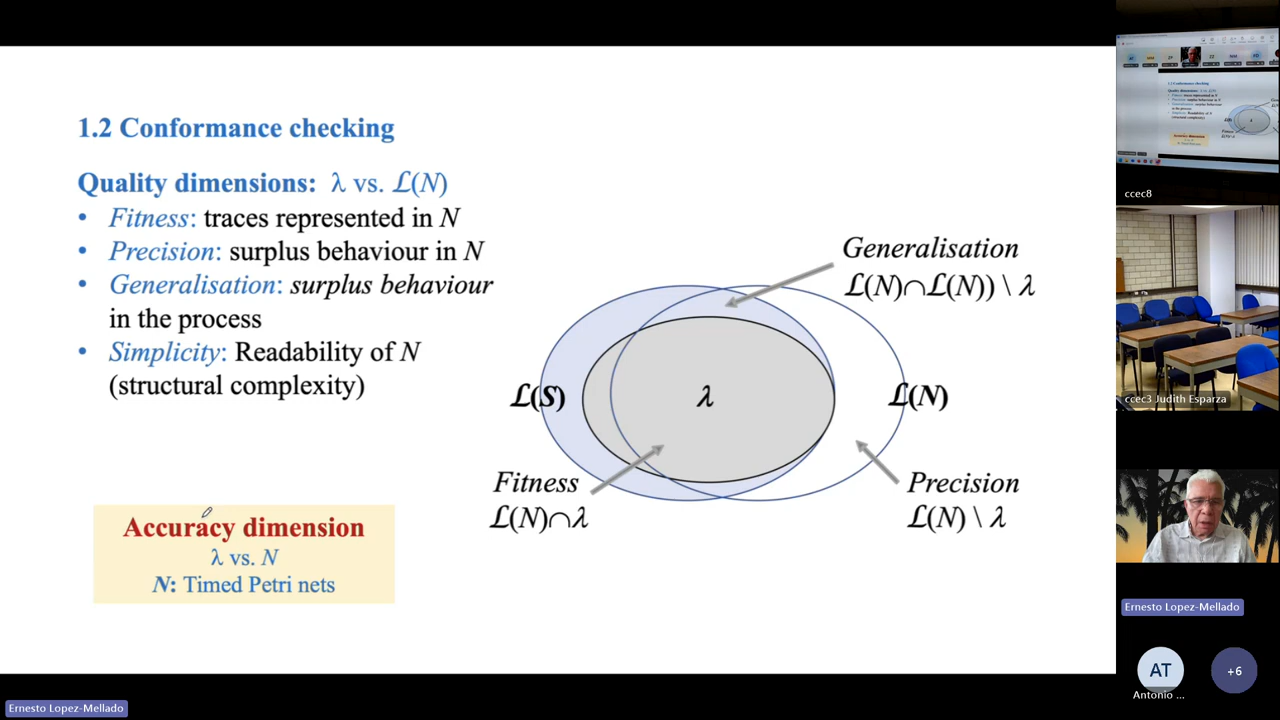 1.2 Conformance checking
Quality dimensions: λ vs. ℒ(N)
• Fitness: traces represented in N
• Precision: surplus behaviour in N
• Generalisation: surplus behaviour
in the process
• Simplicity: Readability of N
(structural complexity)
Accuracy dimension
λ vs. N
N: Timed Petri nets
Generalisation
ℒ(N)∩ℒ(N)) \ λ
ℒ(S)
λ
ℒ(N)
Fitness
ℒ(N)∩λ
Precision
ℒ(N) \ λ
ccec8
ccec3 Judith Esparza
Ernesto Lopez-Mellado
AT
Antonio ...
+6
Ernesto Lopez-Mellado